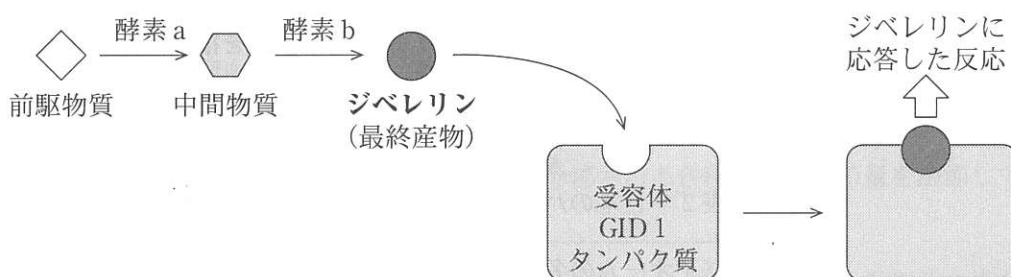 酵素 a
酵素 b
前駆物質
中間物質
ジベレリン
(最終産物)
受容体
GID 1
タンパク質
ジベレリンに
応答した反応